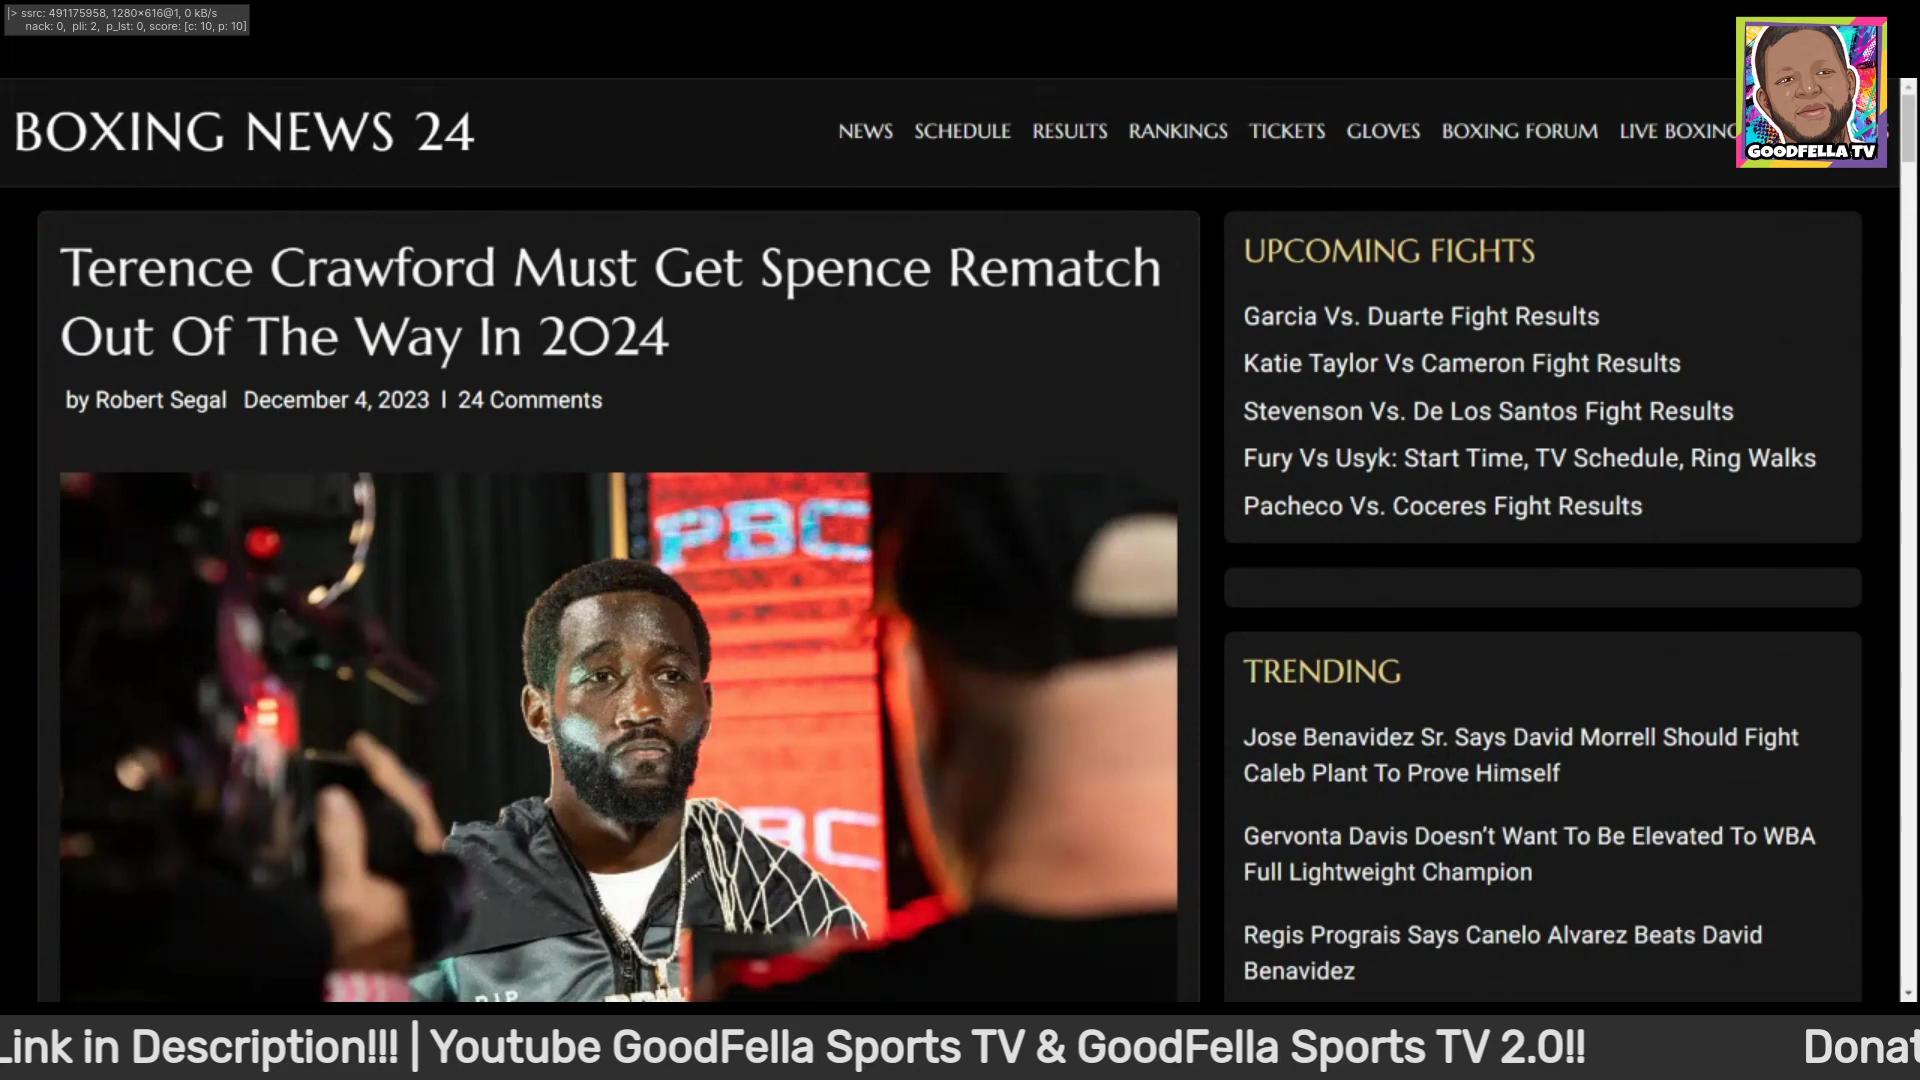 |> ssrc: 491175958, 1280×616@1, 0 kB/s
nack: 0, pli: 2, p_lst: 0, score: [c: 10, p: 10]
GOODFELLA TV
BOXING NEWS 24
NEWS SCHEDULE RESULTS RANKINGS TICKETS GLOVES BOXING FORUM LIVE BOXING
Terence Crawford Must Get Spence Rematch
Out Of The Way In 2024
by Robert Segal December 4, 2023 | 24 Comments
PBC
BC
UPCOMING FIGHTS
Garcia Vs. Duarte Fight Results
Katie Taylor Vs Cameron Fight Results
Stevenson Vs. De Los Santos Fight Results
Fury Vs Usyk: Start Time, TV Schedule, Ring Walks
Pacheco Vs. Coceres Fight Results
TRENDING
Jose Benavidez Sr. Says David Morrell Should Fight
Caleb Plant To Prove Himself
Gervonta Davis Doesn't Want To Be Elevated To WBA
Full Lightweight Champion
Regis Prograis Says Canelo Alvarez Beats David
Benavidez
Link in Description!!! | Youtube GoodFella Sports TV & GoodFella Sports TV 2.0!! Donat